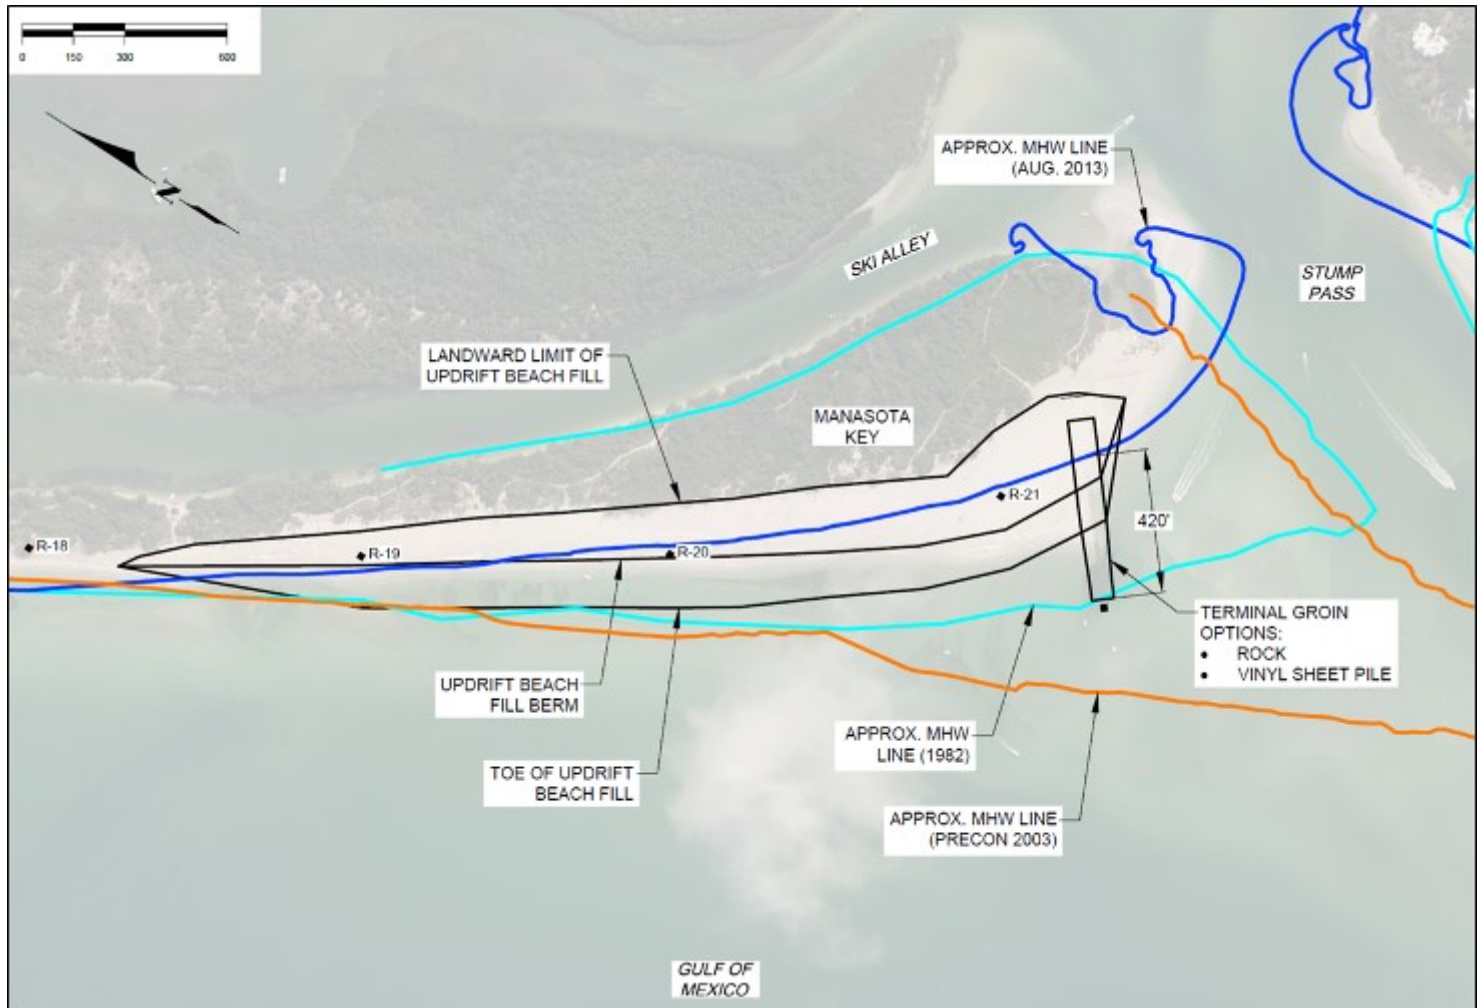 0 150 300 600
N
APPROX. MHW LINE
(AUG. 2013)
SKI ALLEY
STUMP
PASS
LANDWARD LIMIT OF
UPDRIFT BEACH FILL
MANASOTA
KEY
R-21
420'
R-18
R-19
R-20
TERMINAL GROIN
OPTIONS:
• ROCK
• VINYL SHEET PILE
UPDRIFT BEACH
FILL BERM
APPROX. MHW
LINE (1982)
TOE OF UPDRIFT
BEACH FILL
APPROX. MHW LINE
(PRECON 2003)
GULF OF
MEXICO